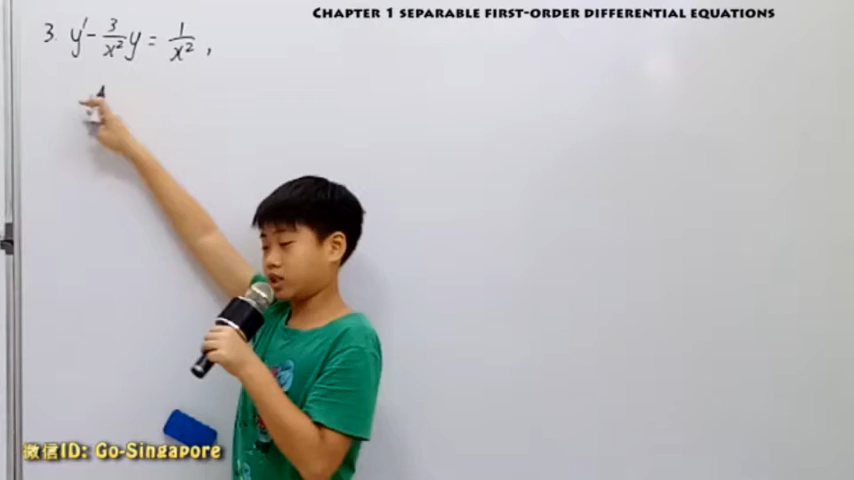 CHAPTER 1 SEPARABLE FIRST-ORDER DIFFERENTIAL EQUATIONS
3. y' - 3/x² y = 1/x² ,
微信ID: Go-Singapore